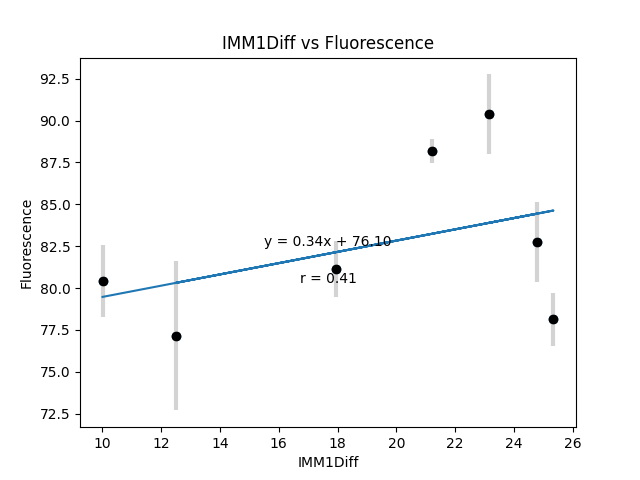 IMM1Diff vs Fluorescence
Fluorescence
92.5
90.0
87.5
85.0
82.5
80.0
77.5
75.0
72.5
y = 0.34x + 76.10
r = 0.41
10 12 14 16 18 20 22 24 26
IMM1Diff